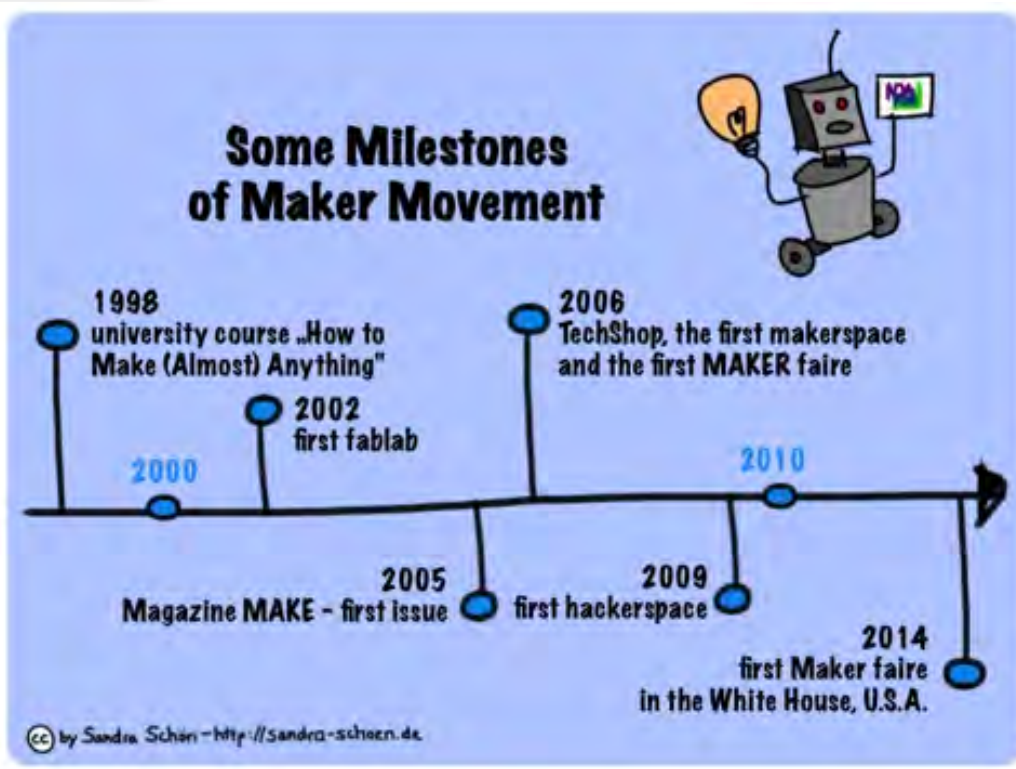 Some Milestones
of Maker Movement
1998
university course „How to
Make (Almost) Anything"
2006
TechShop, the first makerspace
and the first MAKER faire
2002
first fablab
2000
2010
2005
Magazine MAKE - first issue
2009
first hackerspace
2014
first Maker faire
in the White House, U.S.A.
cc by Sandra Schön - http://sandra-schoen.de